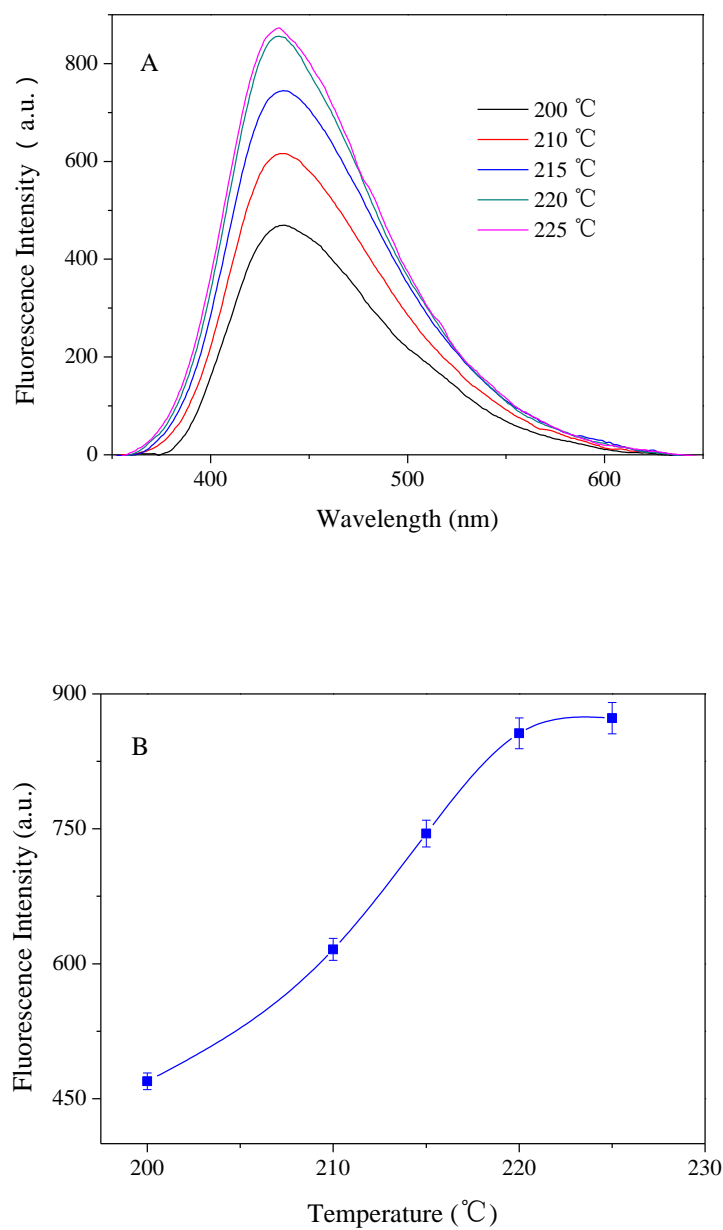 A
800
600
400
200
0
Fluorescence Intensity ( a.u.)
200 ℃
210 ℃
215 ℃
220 ℃
225 ℃
400 500 600
Wavelength (nm)
B
900
750
600
450
Fluorescence Intensity (a.u.)
200 210 220 230
Temperature (℃)